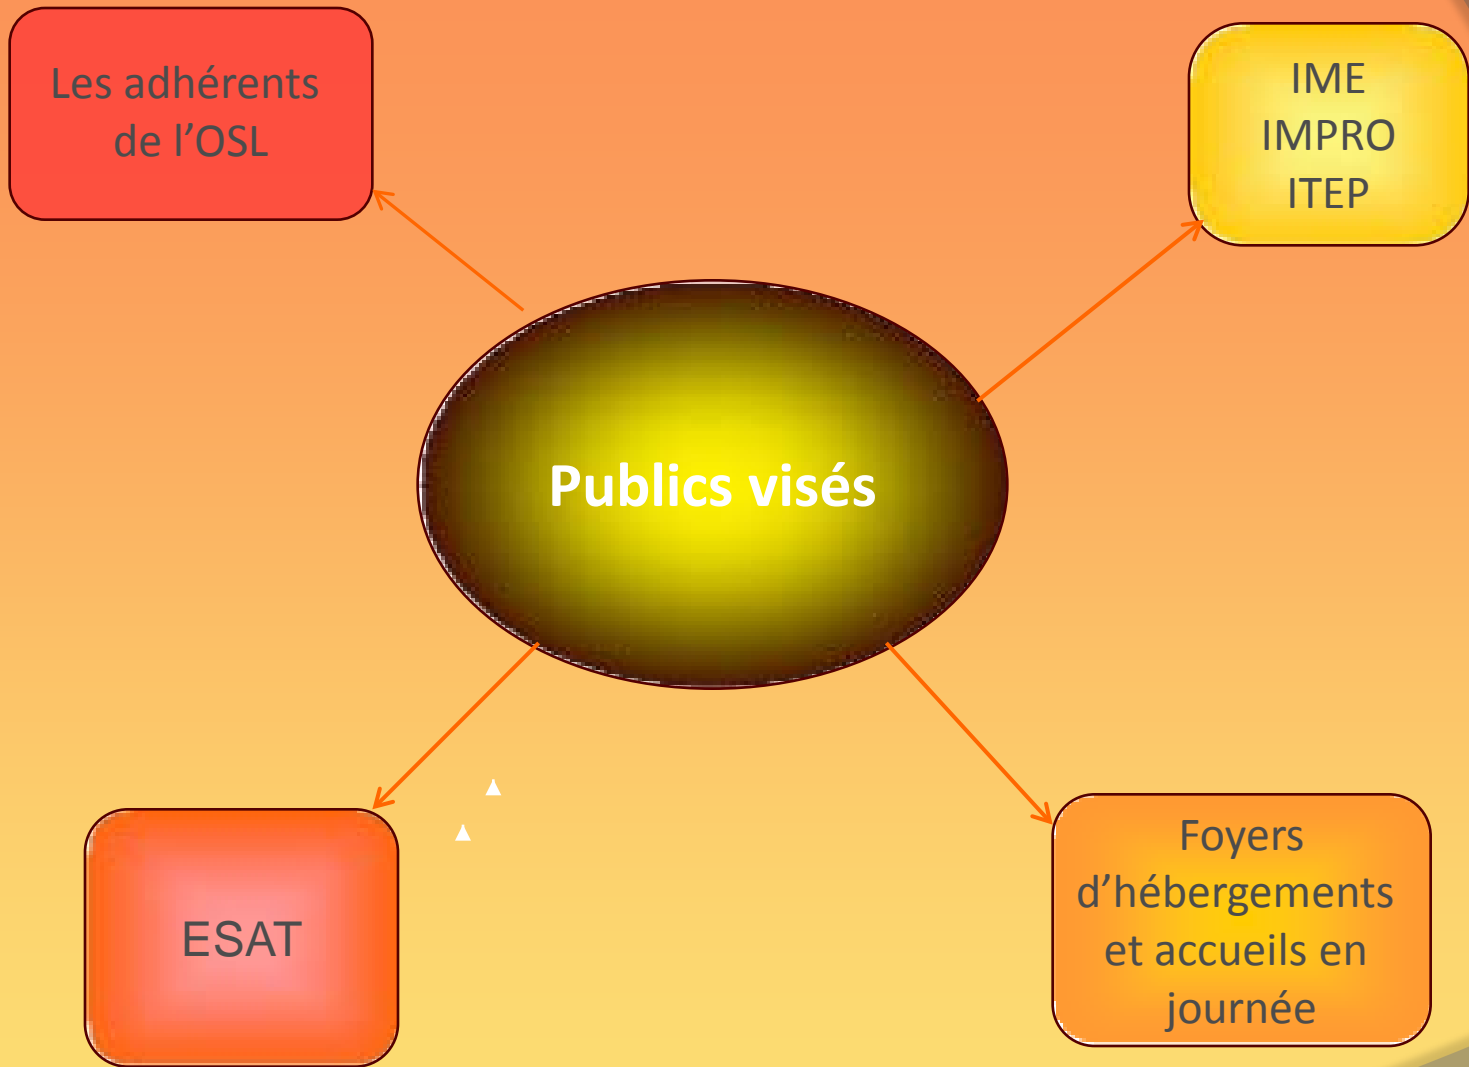 Les adhérents
de l’OSL
IME
IMPRO
ITEP
Publics visés
ESAT
Foyers
d’hébergements
et accueils en
journée